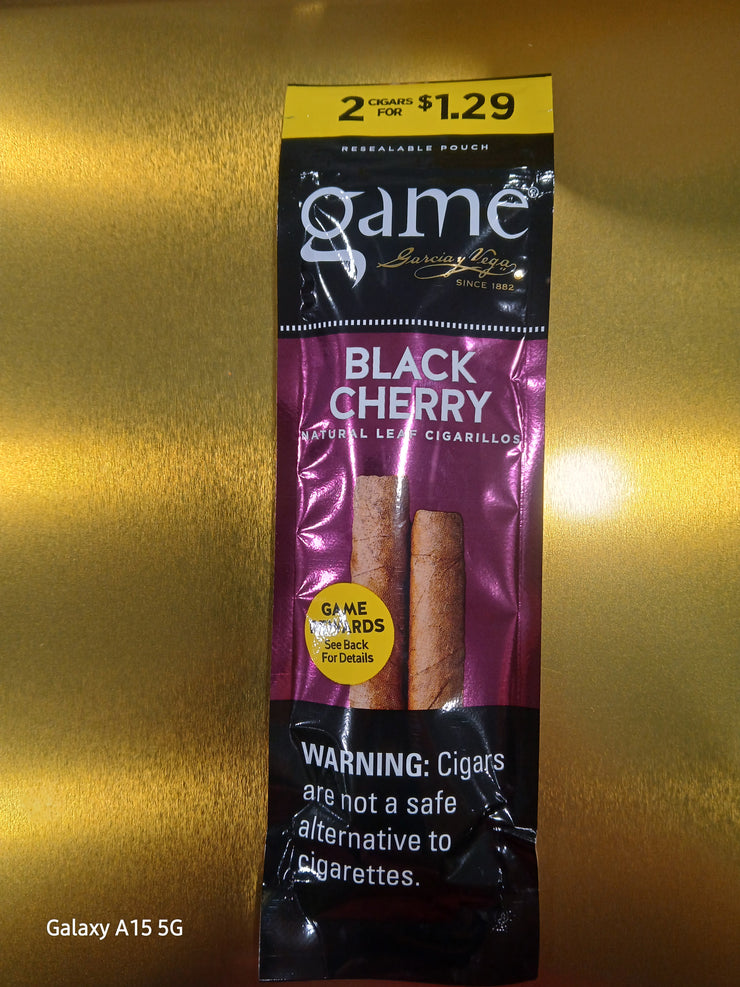 2 CIGARS FOR $1.29
RESEALABLE POUCH
game®
Garcia y Vega
SINCE 1882
BLACK
CHERRY
NATURAL LEAF CIGARILLOS
GAME
REWARDS
See Back
For Details
WARNING: Cigars
are not a safe
alternative to
cigarettes.
Galaxy A15 5G